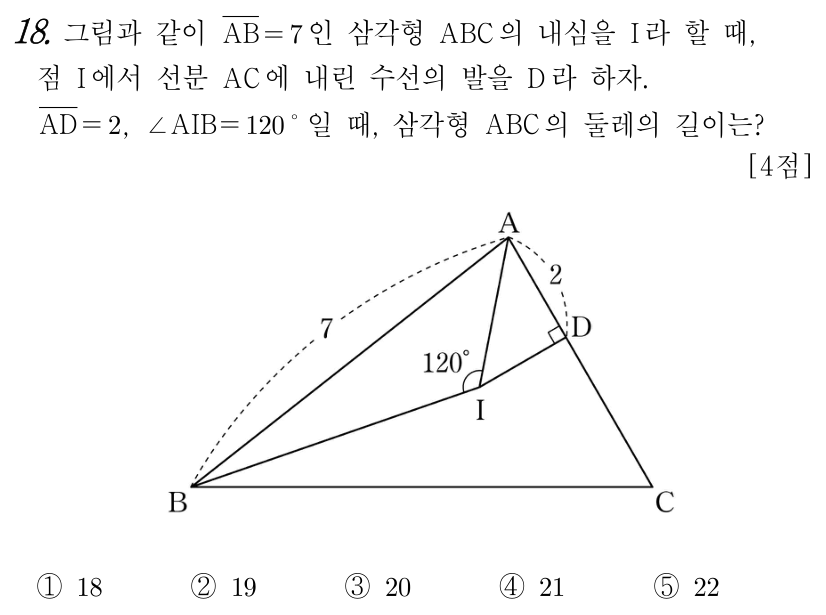 18. 그림과 같이 \overline{AB}=7인 삼각형 ABC의 내심을 I라 할 때,
점 I에서 선분 AC에 내린 수선의 발을 D라 하자.
\overline{AD}=2, ∠AIB=120°일 때, 삼각형 ABC의 둘레의 길이는?
[4점]
A
2
7
D
120°
I
B
C
① 18 ② 19 ③ 20 ④ 21 ⑤ 22